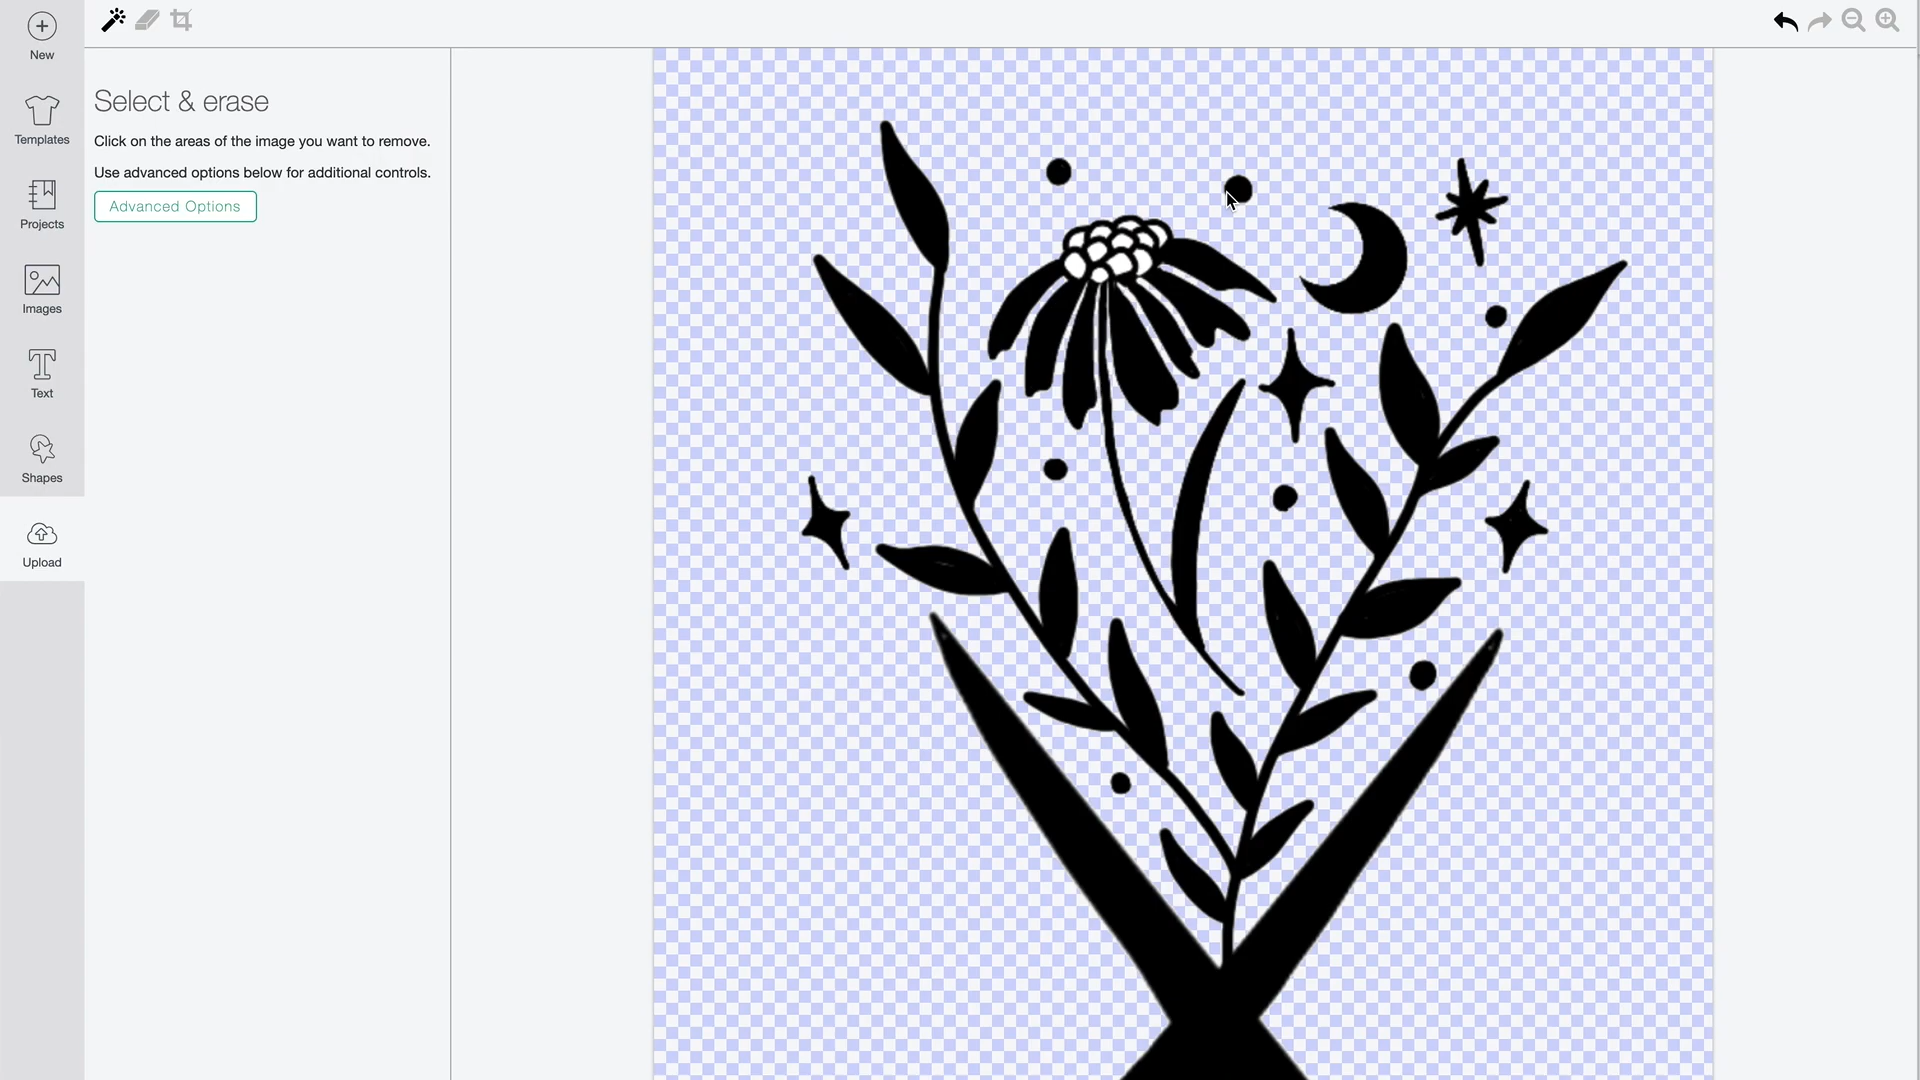 New
Templates
Projects
Images
Text
Shapes
Upload
Select & erase
Click on the areas of the image you want to remove.
Use advanced options below for additional controls.
Advanced Options